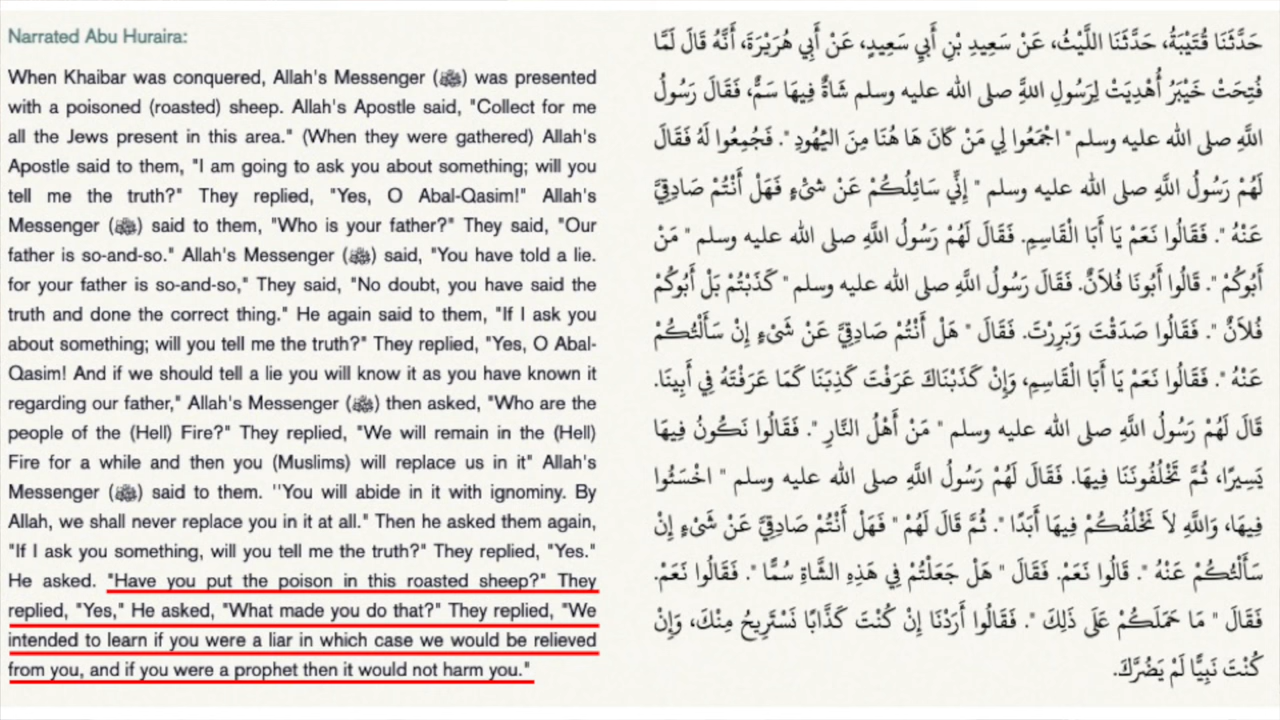 Narrated Abu Huraira:
When Khaibar was conquered, Allah's Messenger (ﷺ) was presented
with a poisoned (roasted) sheep. Allah's Apostle said, "Collect for me
all the Jews present in this area." (When they were gathered) Allah's
Apostle said to them, "I am going to ask you about something; will you
tell me the truth?" They replied, "Yes, O Abal-Qasim!" Allah's
Messenger (ﷺ) said to them, "Who is your father?" They said, "Our
father is so-and-so." Allah's Messenger (ﷺ) said, "You have told a lie.
for your father is so-and-so," They said, "No doubt, you have said the
truth and done the correct thing." He again said to them, "If I ask you
about something; will you tell me the truth?" They replied, "Yes, O Abal-
Qasim! And if we should tell a lie you will know it as you have known it
regarding our father," Allah's Messenger (ﷺ) then asked, "Who are the
people of the (Hell) Fire?" They replied, "We will remain in the (Hell)
Fire for a while and then you (Muslims) will replace us in it" Allah's
Messenger (ﷺ) said to them. ''You will abide in it with ignominy. By
Allah, we shall never replace you in it at all." Then he asked them again,
"If I ask you something, will you tell me the truth?" They replied, "Yes."
He asked. "Have you put the poison in this roasted sheep?" They
replied, "Yes," He asked, "What made you do that?" They replied, "We
intended to learn if you were a liar in which case we would be relieved
from you, and if you were a prophet then it would not harm you."
حَدَّثَنَا قُتَيْبَةُ، حَدَّثَنَا اللَّيْثُ، عَنْ سَعِيدِ بْنِ أَبِي سَعِيدٍ، عَنْ أَبِي هُرَيْرَةَ، أَنَّهُ قَالَ لَمَّا
فُتِحَتْ خَيْبَرُ أُهْدِيَتْ لِرَسُولِ اللَّهِ صلى الله عليه وسلم شَاةٌ فِيهَا سَمٌّ، فَقَالَ رَسُولُ
اللَّهِ صلى الله عليه وسلم " اجْمَعُوا لِي مَنْ كَانَ هَا هُنَا مِنَ الْيَهُودِ ". فَجُمِعُوا لَهُ فَقَالَ
لَهُمْ رَسُولُ اللَّهِ صلى الله عليه وسلم " إِنِّي سَائِلُكُمْ عَنْ شَىْءٍ فَهَلْ أَنْتُمْ صَادِقِيَّ
عَنْهُ ". فَقَالُوا نَعَمْ يَا أَبَا الْقَاسِمِ. فَقَالَ لَهُمْ رَسُولُ اللَّهِ صلى الله عليه وسلم " مَنْ
أَبُوكُمْ ". قَالُوا أَبُونَا فُلاَنٌ. فَقَالَ رَسُولُ اللَّهِ صلى الله عليه وسلم " كَذَبْتُمْ بَلْ أَبُوكُمْ
فُلاَنٌ ". فَقَالُوا صَدَقْتَ وَبَرِرْتَ. فَقَالَ " هَلْ أَنْتُمْ صَادِقِيَّ عَنْ شَىْءٍ إِنْ سَأَلْتُكُمْ
عَنْهُ ". فَقَالُوا نَعَمْ يَا أَبَا الْقَاسِمِ، وَإِنْ كَذَبْنَاكَ عَرَفْتَ كَذِبَنَا كَمَا عَرَفْتَهُ فِي أَبِينَا.
قَالَ لَهُمْ رَسُولُ اللَّهِ صلى الله عليه وسلم " مَنْ أَهْلُ النَّارِ ". فَقَالُوا نَكُونُ فِيهَا
يَسِيرًا، ثُمَّ تَخْلُفُونَنَا فِيهَا. فَقَالَ لَهُمْ رَسُولُ اللَّهِ صلى الله عليه وسلم " اخْسَئُوا
فِيهَا، وَاللَّهِ لاَ نَخْلُفُكُمْ فِيهَا أَبَدًا ". ثُمَّ قَالَ لَهُمْ " فَهَلْ أَنْتُمْ صَادِقِيَّ عَنْ شَىْءٍ إِنْ
سَأَلْتُكُمْ عَنْهُ ". قَالُوا نَعَمْ. فَقَالَ " هَلْ جَعَلْتُمْ فِي هَذِهِ الشَّاةِ سُمًّا ". فَقَالُوا نَعَمْ.
فَقَالَ " مَا حَمَلَكُمْ عَلَى ذَلِكَ ". فَقَالُوا أَرَدْنَا إِنْ كُنْتَ كَذَّابًا نَسْتَرِيحُ مِنْكَ، وَإِنْ
كُنْتَ نَبِيًّا لَمْ يَضُرَّكَ.